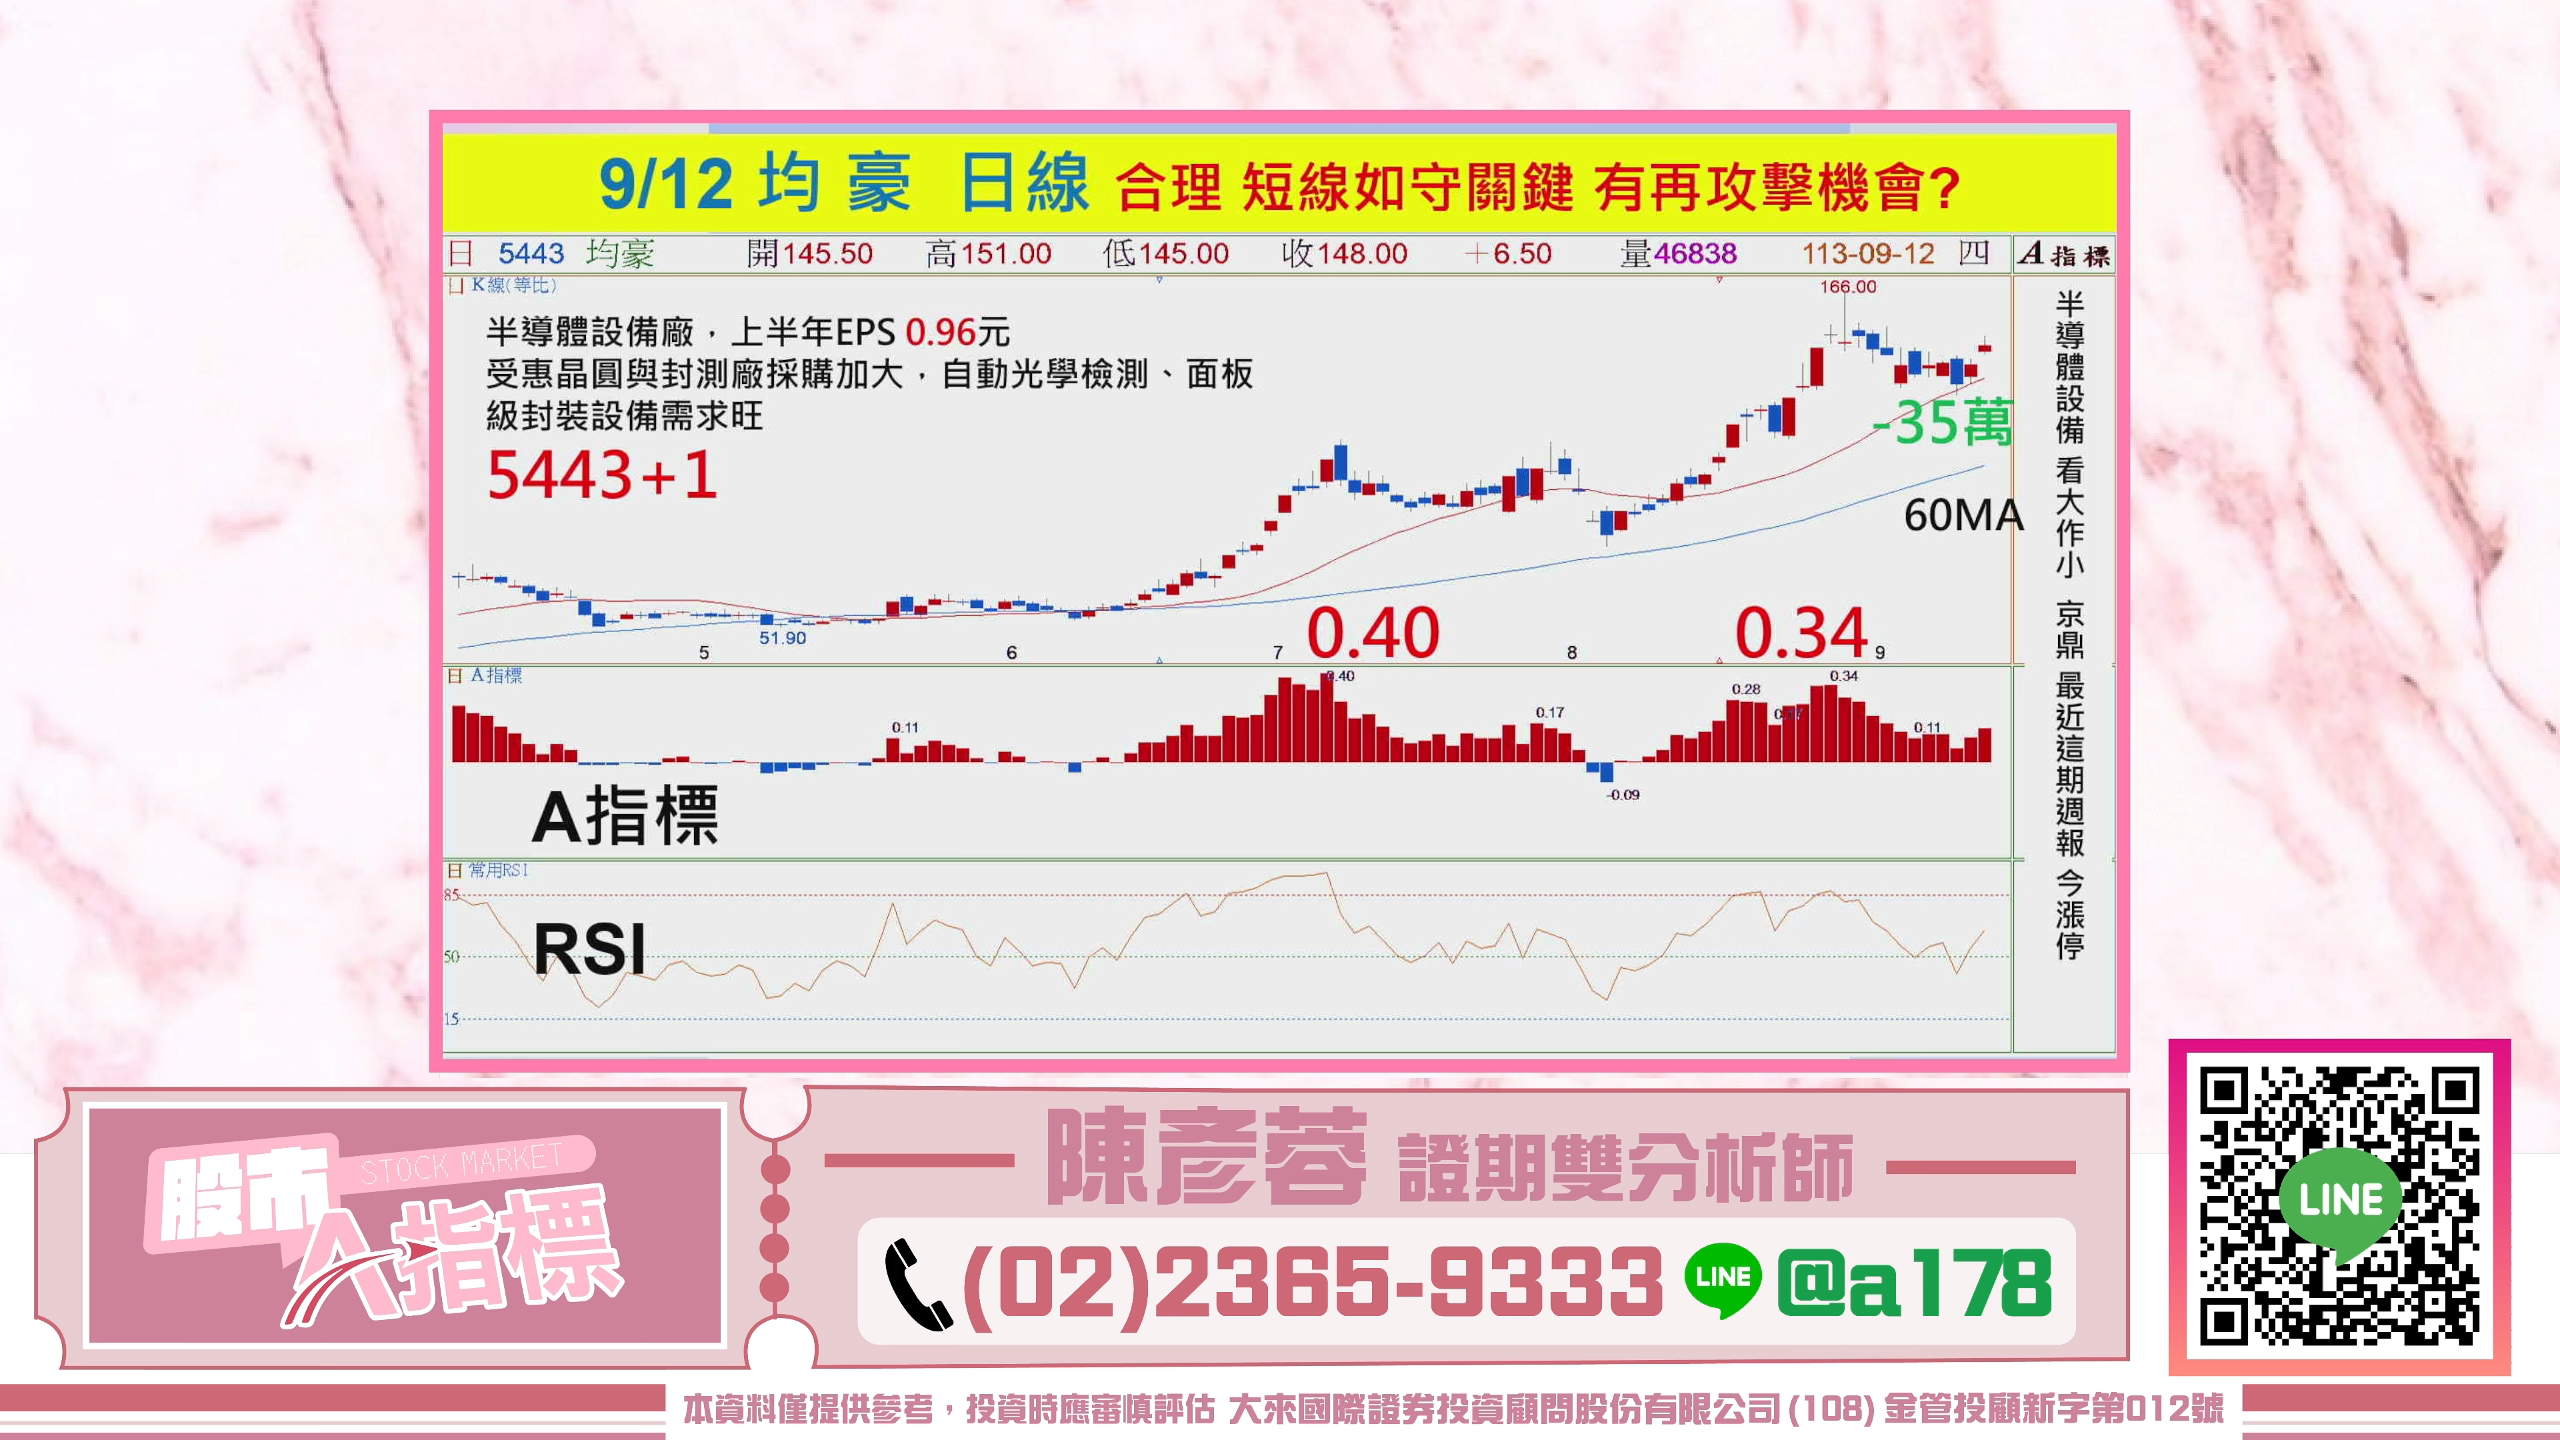 9/12 均豪 日線 合理 短線如守關鍵 有再攻擊機會?
日 5443 均豪 開145.50 高151.00 低145.00 收148.00 +6.50 量46838 113-09-12 四
A指標
日 K線(等比)
166.00
半導體設備廠，上半年EPS 0.96元
受惠晶圓與封測廠採購加大，自動光學檢測、面板
級封裝設備需求旺
5443+1
-35萬
60MA
51.90
0.40
0.34
5 6 7 8 9
半導體設備 看大作小 京鼎 最近這期週報 今漲停
日 A指標
0.11
0.40
0.17
-0.09
0.28
0.34
0.11
A指標
日 常用RSI
85
50
15
RSI
股市 STOCK MARKET
A指標
陳彥蓉 證期雙分析師
(02)2365-9333 LINE @a178
LINE
本資料僅提供參考，投資時應審慎評估 大來國際證券投資顧問股份有限公司 (108) 金管投顧新字第012號